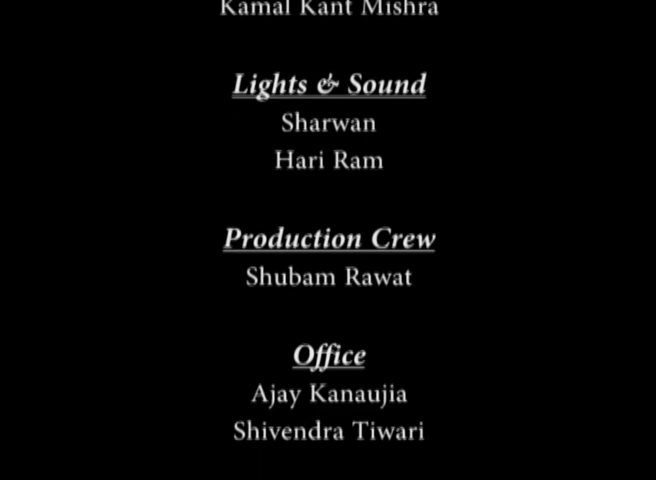 Kamal Kant Mishra
Lights & Sound
Sharwan
Hari Ram
Production Crew
Shubam Rawat
Office
Ajay Kanaujia
Shivendra Tiwari